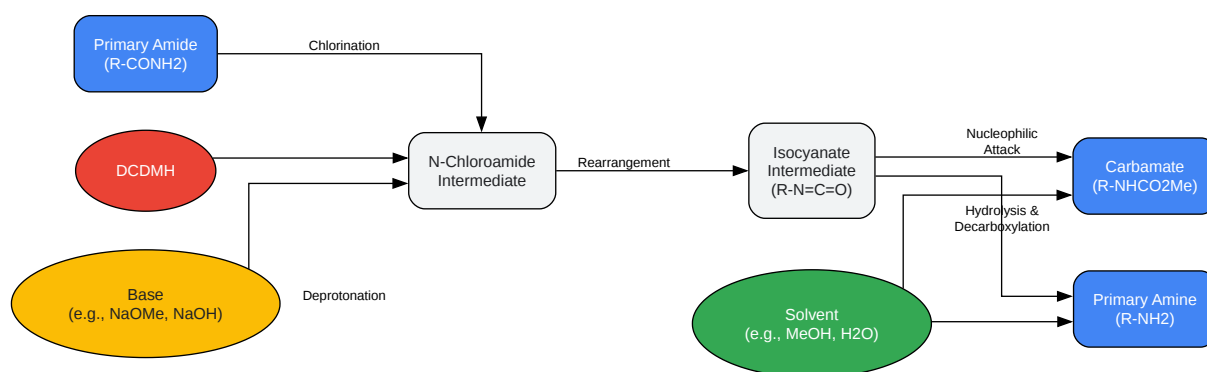 Primary Amide
(R-CONH2)
Chlorination
DCDMH
N-Chloroamide
Intermediate
Rearrangement
Isocyanate
Intermediate
(R-N=C=O)
Nucleophilic
Attack
Carbamate
(R-NHCO2Me)
Hydrolysis &
Decarboxylation
Base
(e.g., NaOMe, NaOH)
Deprotonation
Solvent
(e.g., MeOH, H2O)
Primary Amine
(R-NH2)